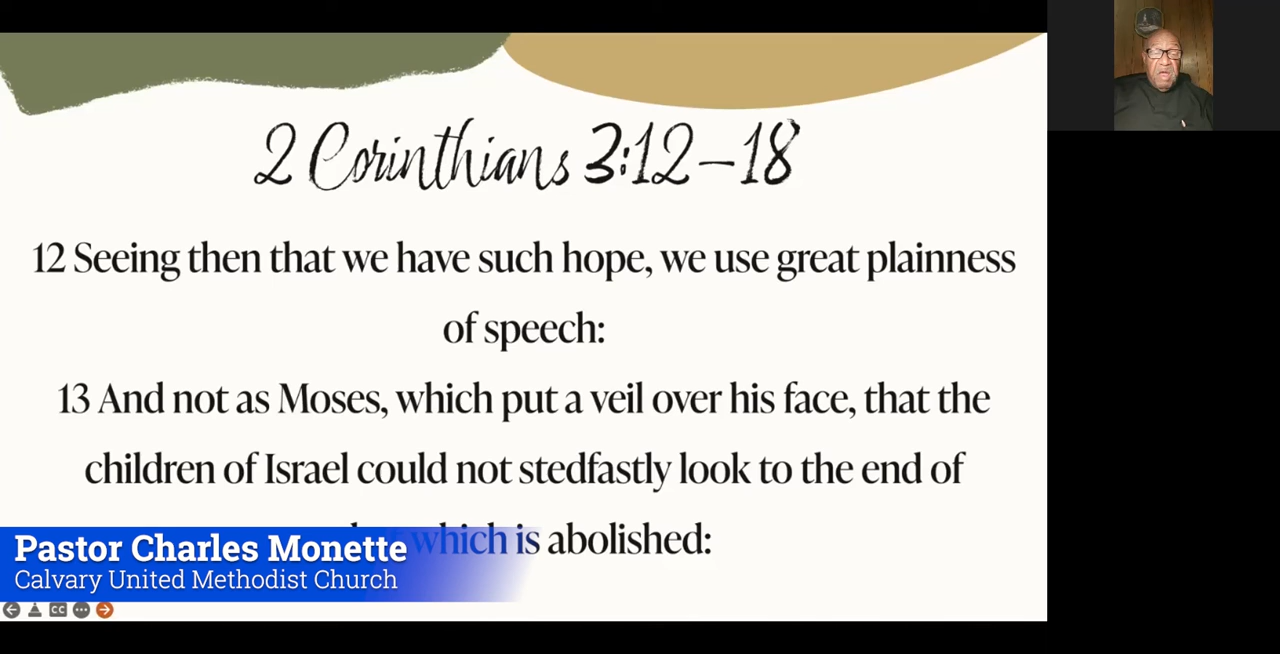 2 Corinthians 3:12-18
12 Seeing then that we have such hope, we use great plainness
of speech:
13 And not as Moses, which put a veil over his face, that the
children of Israel could not stedfastly look to the end of
which is abolished:
Pastor Charles Monette
Calvary United Methodist Church
CC